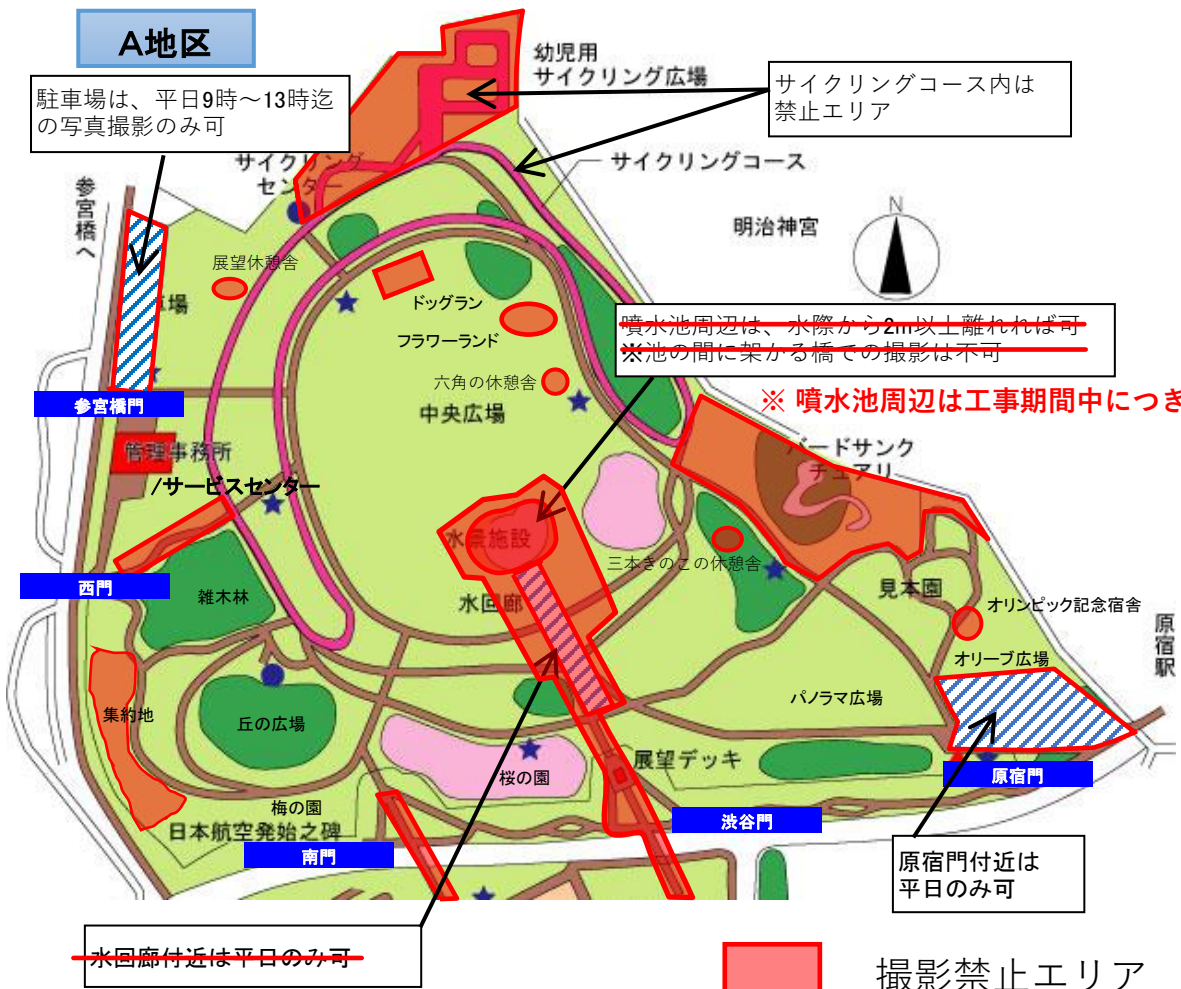 A地区
駐車場は、平日9時～13時迄
の写真撮影のみ可
幼児用
サイクリング広場
サイクリングコース内は
禁止エリア
サイクリング
センター
サイクリングコース
参宮橋へ
明治神宮
N
展望休憩舎
車場
ドッグラン
フラワーランド
噴水池周辺は、水際から2m以上離れれば可
※池の間に架かる橋での撮影は不可
六角の休憩舎
中央広場
※ 噴水池周辺は工事期間中につき
参宮橋門
管理事務所
/サービスセンター
バードサンク
チュアリ
水景施設
三本きのこの休憩舎
西門
雑木林
水回廊
見本園
オリンピック記念宿舎
原宿駅
オリーブ広場
集約地
丘の広場
パノラマ広場
桜の園
展望デッキ
原宿門
梅の園
日本航空発始之碑
渋谷門
南門
原宿門付近は
平日のみ可
水回廊付近は平日のみ可
撮影禁止エリア